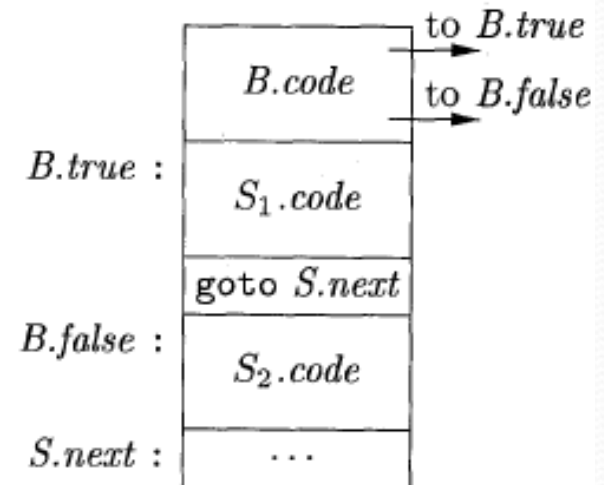 to B.true
B.code
to B.false
B.true :
S₁.code
goto S.next
B.false :
S₂.code
S.next :
...